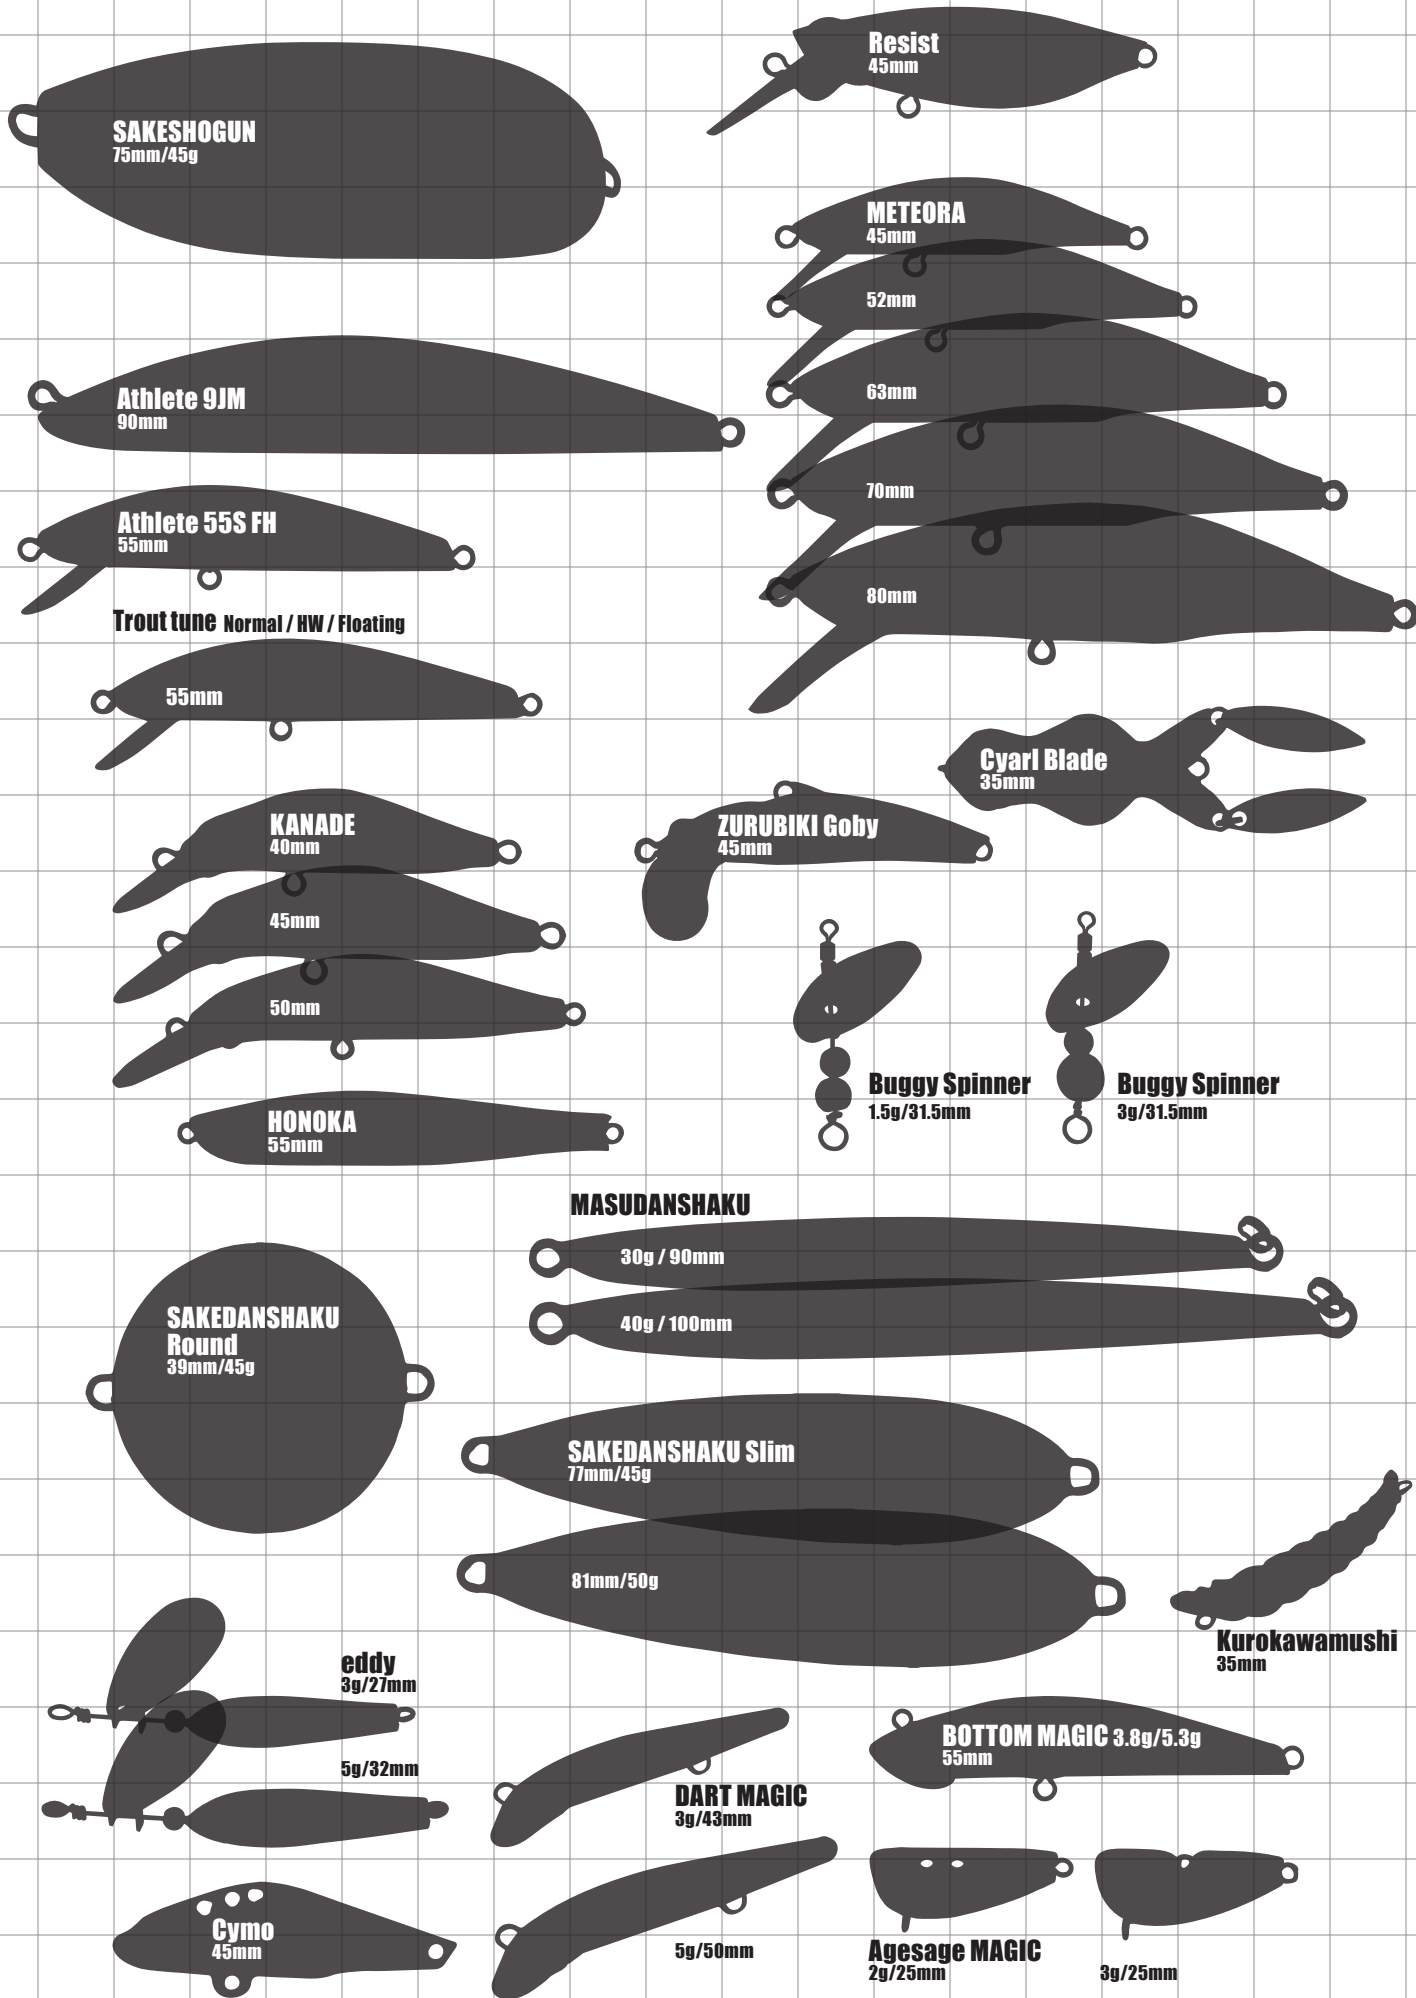 SAKESHOGUN
75mm/45g
Resist
45mm
METEORA
45mm
52mm
63mm
70mm
80mm
Athlete 9JM
90mm
Athlete 55S FH
55mm
Trout tune Normal / HW / Floating
55mm
Cyarl Blade
35mm
KANADE
40mm
45mm
50mm
ZURUBIKI Goby
45mm
Buggy Spinner
1.5g/31.5mm
Buggy Spinner
3g/31.5mm
HONOKA
55mm
MASUDANSHAKU
30g / 90mm
40g / 100mm
SAKEDANSHAKU
Round
39mm/45g
SAKEDANSHAKU Slim
77mm/45g
81mm/50g
Kurokawamushi
35mm
eddy
3g/27mm
5g/32mm
BOTTOM MAGIC 3.8g/5.3g
55mm
DART MAGIC
3g/43mm
5g/50mm
Cymo
45mm
Agesage MAGIC
2g/25mm
3g/25mm